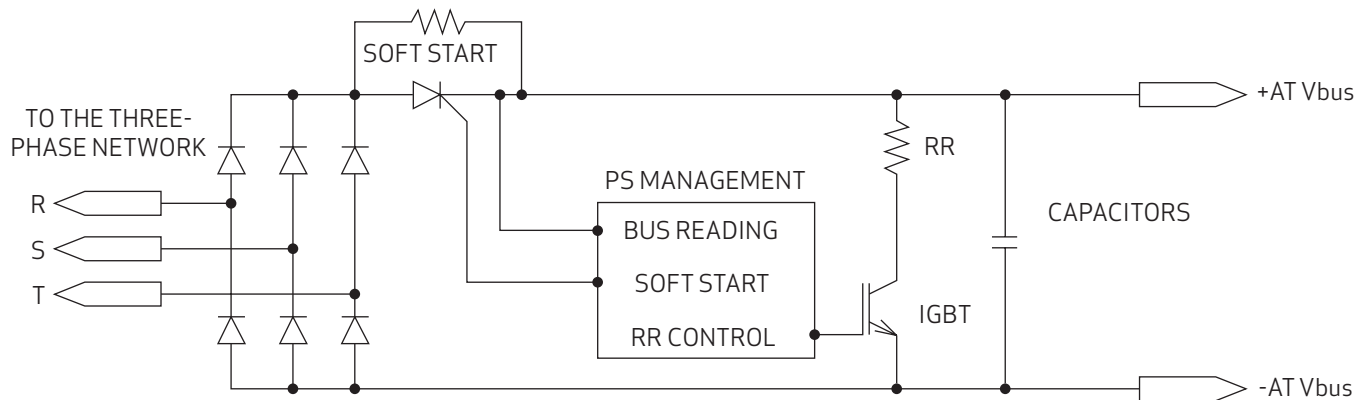 SOFT START
TO THE THREE-
PHASE NETWORK
+AT Vbus
RR
PS MANAGEMENT
R
BUS READING
CAPACITORS
S
SOFT START
T
IGBT
RR CONTROL
-AT Vbus